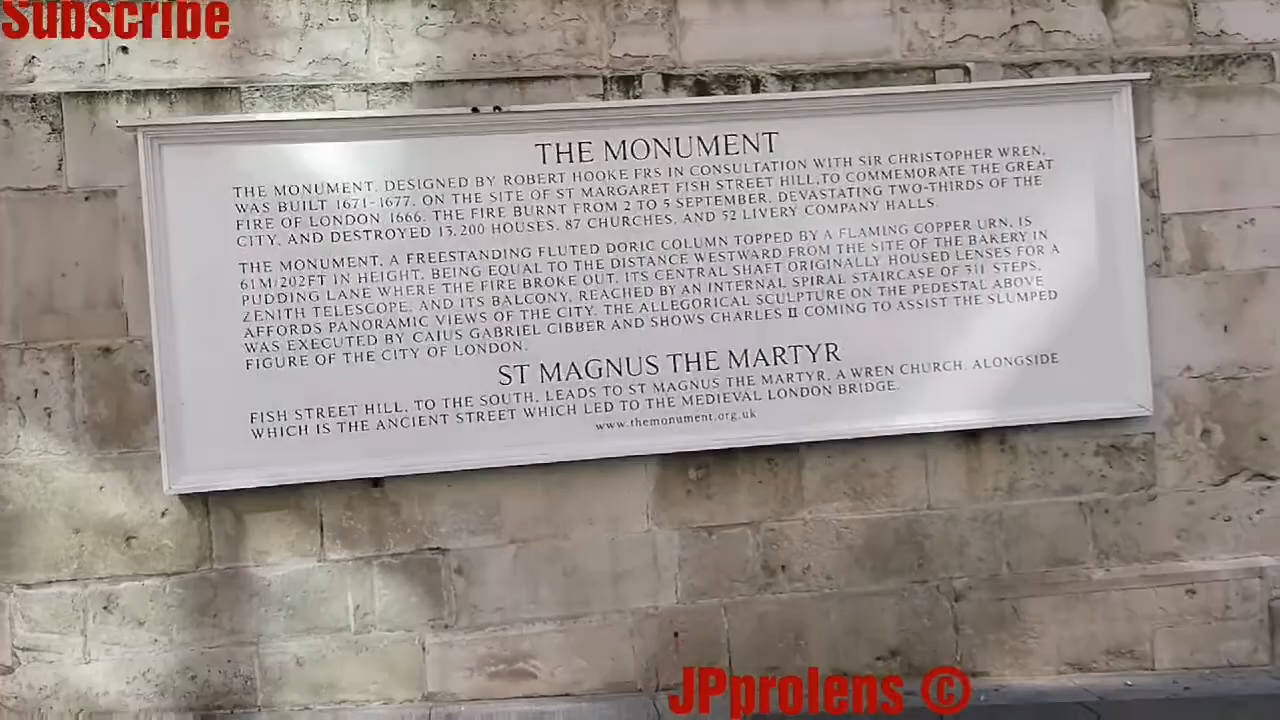 Subscribe
THE MONUMENT
THE MONUMENT, DESIGNED BY ROBERT HOOKE FRS IN CONSULTATION WITH SIR CHRISTOPHER WREN,
WAS BUILT 1671-1677, ON THE SITE OF ST MARGARET FISH STREET HILL, TO COMMEMORATE THE GREAT
FIRE OF LONDON 1666. THE FIRE BURNT FROM 2 TO 5 SEPTEMBER, DEVASTATING TWO-THIRDS OF THE
CITY, AND DESTROYED 13,200 HOUSES, 87 CHURCHES, AND 52 LIVERY COMPANY HALLS.
THE MONUMENT, A FREESTANDING FLUTED DORIC COLUMN TOPPED BY A FLAMING COPPER URN, IS
61M/202FT IN HEIGHT, BEING EQUAL TO THE DISTANCE WESTWARD FROM THE SITE OF THE BAKERY IN
PUDDING LANE WHERE THE FIRE BROKE OUT. ITS CENTRAL SHAFT ORIGINALLY HOUSED LENSES FOR A
ZENITH TELESCOPE, AND ITS BALCONY, REACHED BY AN INTERNAL SPIRAL STAIRCASE OF 311 STEPS,
AFFORDS PANORAMIC VIEWS OF THE CITY. THE ALLEGORICAL SCULPTURE ON THE PEDESTAL ABOVE
WAS EXECUTED BY CAIUS GABRIEL CIBBER AND SHOWS CHARLES II COMING TO ASSIST THE SLUMPED
FIGURE OF THE CITY OF LONDON.
ST MAGNUS THE MARTYR
FISH STREET HILL, TO THE SOUTH, LEADS TO ST MAGNUS THE MARTYR, A WREN CHURCH, ALONGSIDE
WHICH IS THE ANCIENT STREET WHICH LED TO THE MEDIEVAL LONDON BRIDGE.
www.themonument.org.uk
JPprolens ©